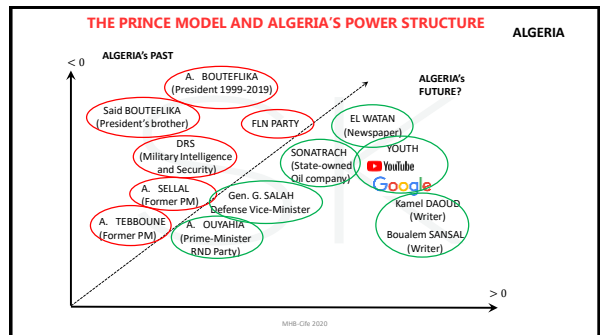 THE PRINCE MODEL AND ALGERIA'S POWER STRUCTURE
ALGERIA
< 0
ALGERIA's PAST
A. BOUTEFLIKA
(President 1999-2019)
ALGERIA's
FUTURE?
Said BOUTEFLIKA
(President's brother)
FLN PARTY
EL WATAN
(Newspaper)
DRS
(Military Intelligence
and Security)
SONATRACH
(State-owned
Oil company)
YOUTH
YouTube
Google
A. SELLAL
(Former PM)
Gen. G. SALAH
Defense Vice-Minister
Kamel DAOUD
(Writer)
Boualem SANSAL
(Writer)
A. TEBBOUNE
(Former PM)
A. OUYAHIA
(Prime-Minister
RND Party)
> 0
MHB-Cife 2020